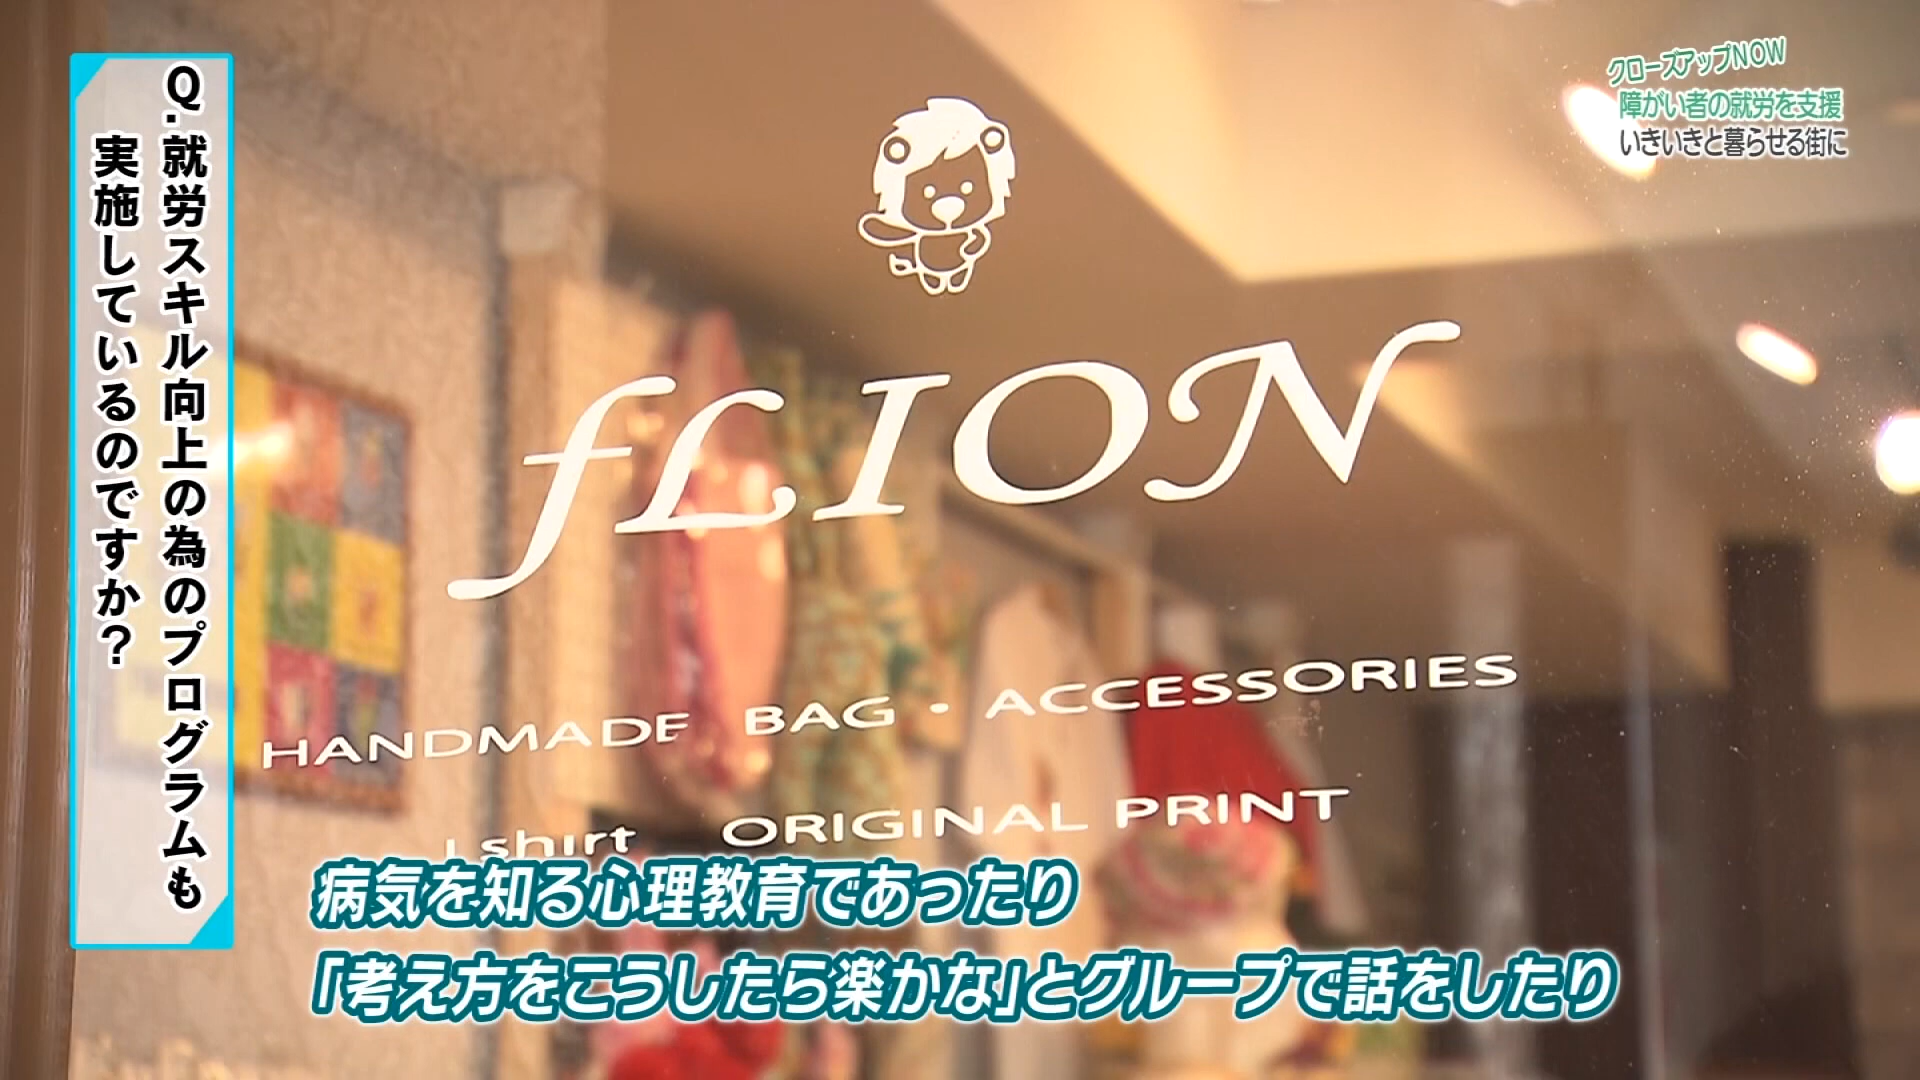 クローズアップNOW
障がい者の就労を支援
いきいきと暮らせる街に
Q.就労スキル向上の為のプログラムも
実施しているのですか?
fLION
HANDMADE BAG・ACCESSORIES
Tshirt ORIGINAL PRINT
病気を知る心理教育であったり
「考え方をこうしたら楽かな」とグループで話をしたり